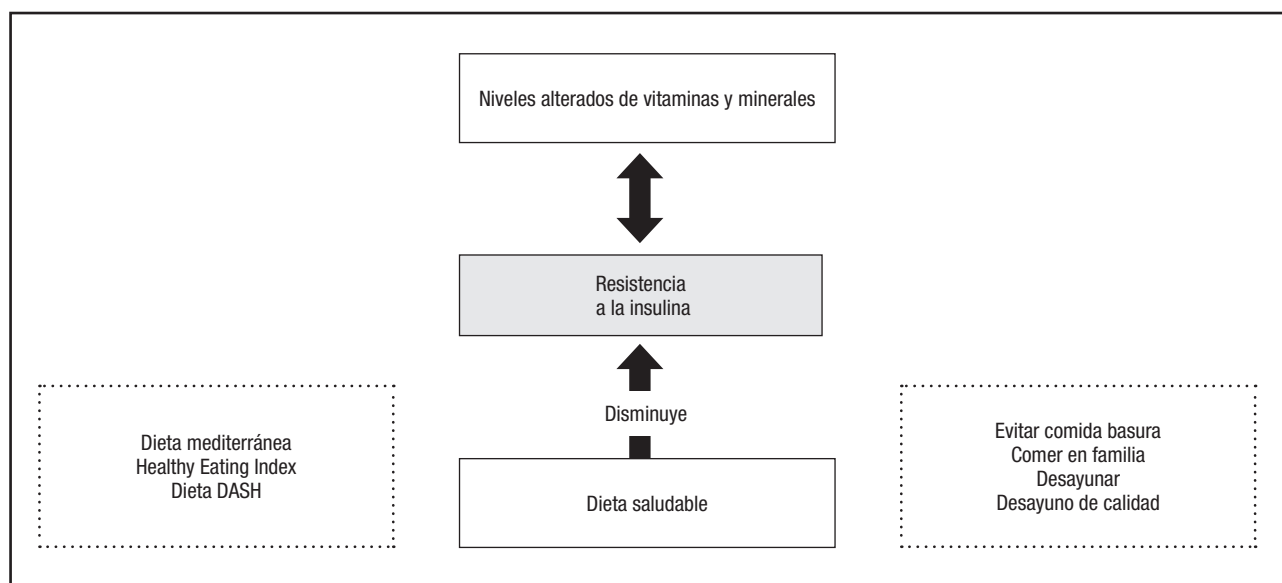 Niveles alterados de vitaminas y minerales
Resistencia
a la insulina
Disminuye
Dieta mediterránea
Healthy Eating Index
Dieta DASH
Dieta saludable
Evitar comida basura
Comer en familia
Desayunar
Desayuno de calidad